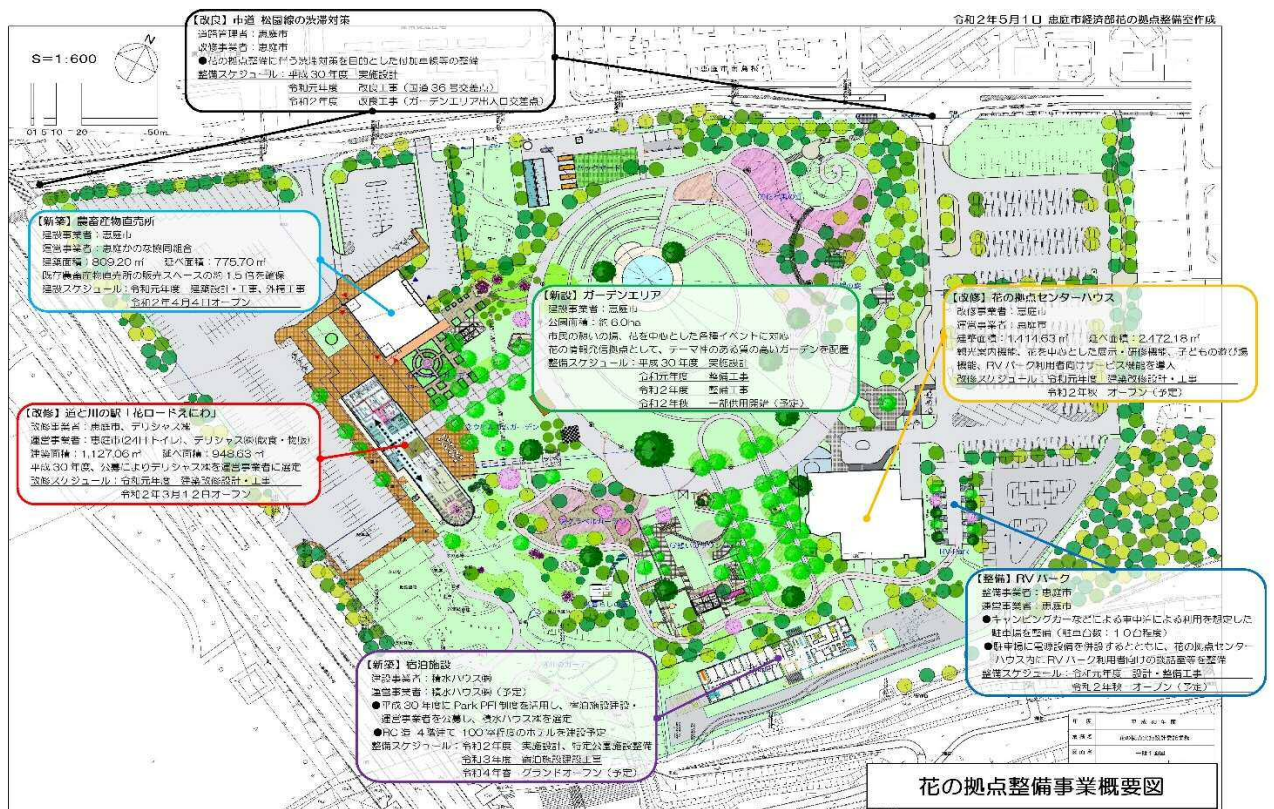 令和2年5月1日 恵庭市経済部花の拠点整備室作成
S=1:600
N
0 1 5 10 20 50m
【改良】市道 松園線の渋滞対策
道路管理者：恵庭市
改修事業者：恵庭市
●花の拠点整備に伴う渋滞対策を目的とした付加車線等の整備
整備スケジュール：平成30年度 実施設計
令和元年度 改良工事（国道36号交差点）
令和2年度 改良工事（ガーデンエリア出入口交差点）
【新築】農畜産物直売所
建設事業者：恵庭市
運営事業者：恵庭かのな協同組合
建築面積：809.20㎡ 延べ面積：775.70㎡
既存農畜産物直売所の販売スペースの約1.5倍を確保
建設スケジュール：令和元年度 建築設計・工事、外構工事
令和2年4月4日オープン
【新設】ガーデンエリア
建設事業者：恵庭市
公園面積：約6.0ha
市民の憩いの場、花を中心とした各種イベントに対応
花の情報発信拠点として、テーマ性のある質の高いガーデンを配置
整備スケジュール：平成30年度 実施設計
令和元年度 整備工事
令和2年度 整備工事
令和2年秋 一部供用開始（予定）
【改修】花の拠点センターハウス
改修事業者：恵庭市
運営事業者：恵庭市
建築面積：1,414.63㎡ 延べ面積：2,472.18㎡
観光案内機能、花を中心とした展示・研修機能、子どもの遊び場
機能、RVパーク利用者向けサービス機能を導入
改修スケジュール：令和元年度 建築改修設計・工事
令和2年秋 オープン（予定）
【改修】道と川の駅「花ロードえにわ」
改修事業者：恵庭市、デリシャス㈱
運営事業者：恵庭市(24Hトイレ)、デリシャス㈱(飲食・物販)
建築面積：1,127.06㎡ 延べ面積：948.63㎡
平成30年度、公募によりデリシャス㈱を運営事業者に選定
改修スケジュール：令和元年度 建築改修設計・工事
令和2年3月12日オープン
RV Park
【整備】RVパーク
整備事業者：恵庭市
運営事業者：恵庭市
●キャンピングカーなどによる車中泊による利用を想定した
駐車場を整備（駐車台数：10台程度）
●駐車場に電源設備を併設するとともに、花の拠点センター
ハウス内にRVパーク利用者向けの談話室等を整備
整備スケジュール：令和元年度 設計・整備工事
令和2年秋 オープン（予定）
【新築】宿泊施設
建設事業者：積水ハウス㈱
運営事業者：積水ハウス㈱（予定）
●平成30年度にPark PFI制度を活用し、宿泊施設建設・
運営事業者を公募し、積水ハウス㈱を選定
●RC造 4階建て 100室程度のホテルを建設予定
整備スケジュール：令和2年度 実施設計、特定公園施設整備
令和3年度 宿泊施設建設工事
令和4年春 グランドオープン（予定）
花の拠点整備事業概要図